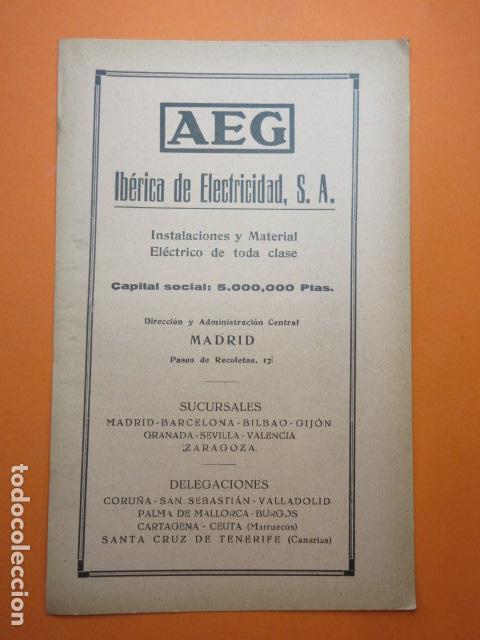 AEG
Ibérica de Electricidad, S. A.
Instalaciones y Material
Eléctrico de toda clase
Capital social: 5.000,000 Ptas.
Dirección y Administración Central
MADRID
Paseo de Recoletos, 17
SUCURSALES
MADRID-BARCELONA-BILBAO-GIJÓN
GRANADA-SEVILLA-VALENCIA
ZARAGOZA
DELEGACIONES
CORUÑA-SAN SEBASTIÁN-VALLADOLID
PALMA DE MALLORCA-BURGOS
CARTAGENA - CEUTA (Marruecos)
SANTA CRUZ DE TENERIFE (Canarias)
todocoleccion